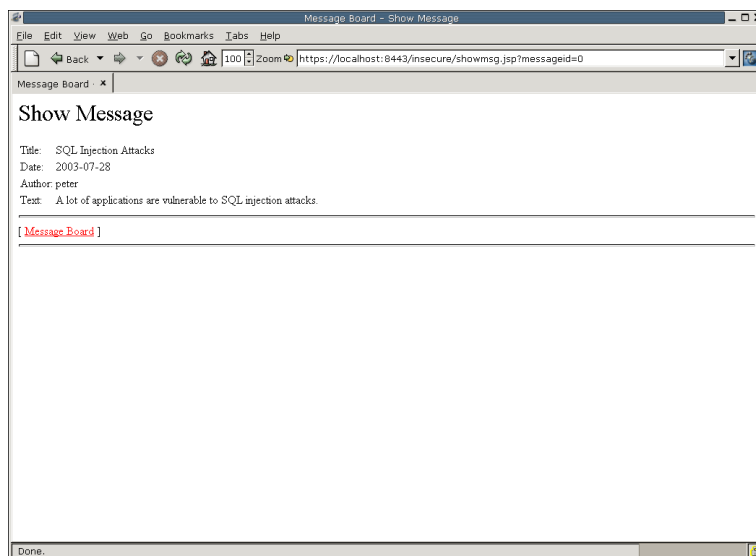 Message Board - Show Message
File Edit View Web Go Bookmarks Tabs Help
Back 100 Zoom https://localhost:8443/insecure/showmsg.jsp?messageid=0
Message Board ·
Show Message
Title: SQL Injection Attacks
Date: 2003-07-28
Author: peter
Text: A lot of applications are vulnerable to SQL injection attacks.
[ Message Board ]
Done.